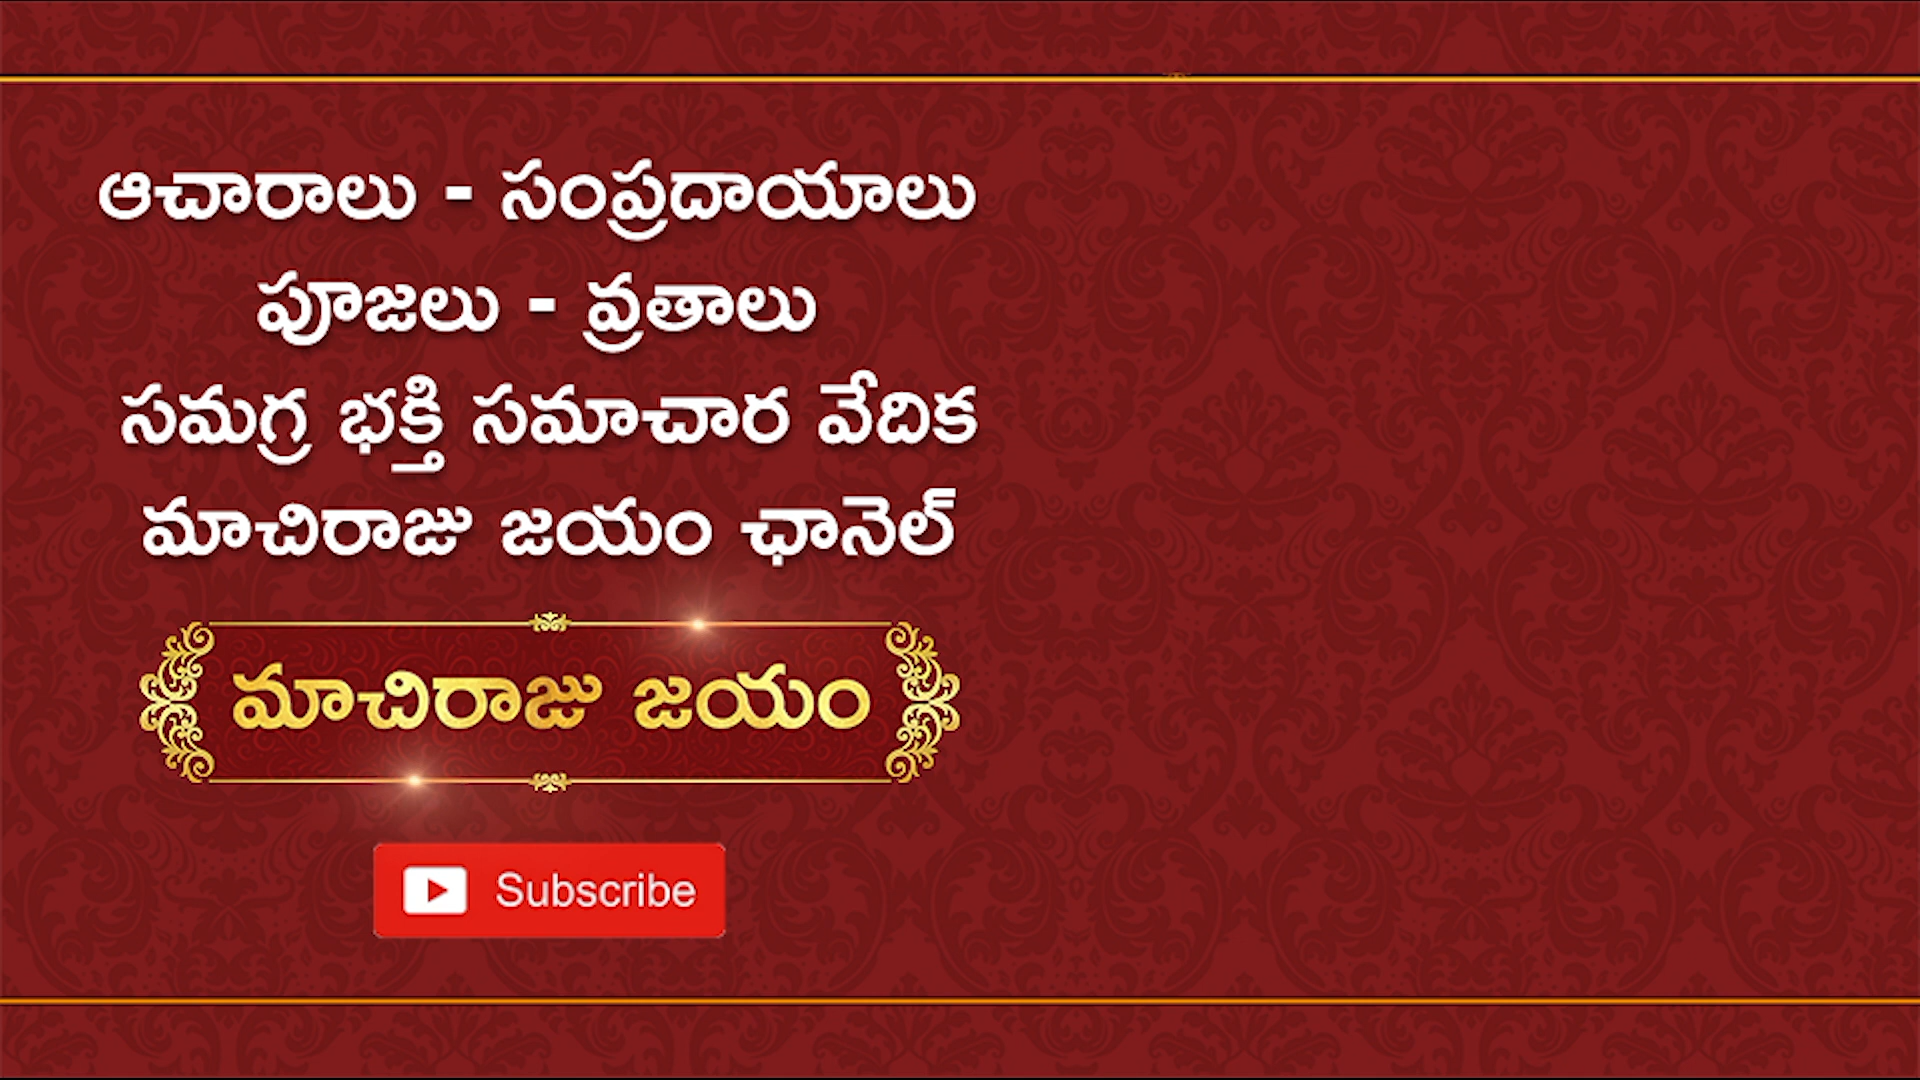 ఆచారాలు - సంప్రదాయాలు
పూజలు - వ్రతాలు
సమగ్ర భక్తి సమాచార వేదిక
మాచిరాజు జయం ఛానెల్
మాచిరాజు జయం
Subscribe